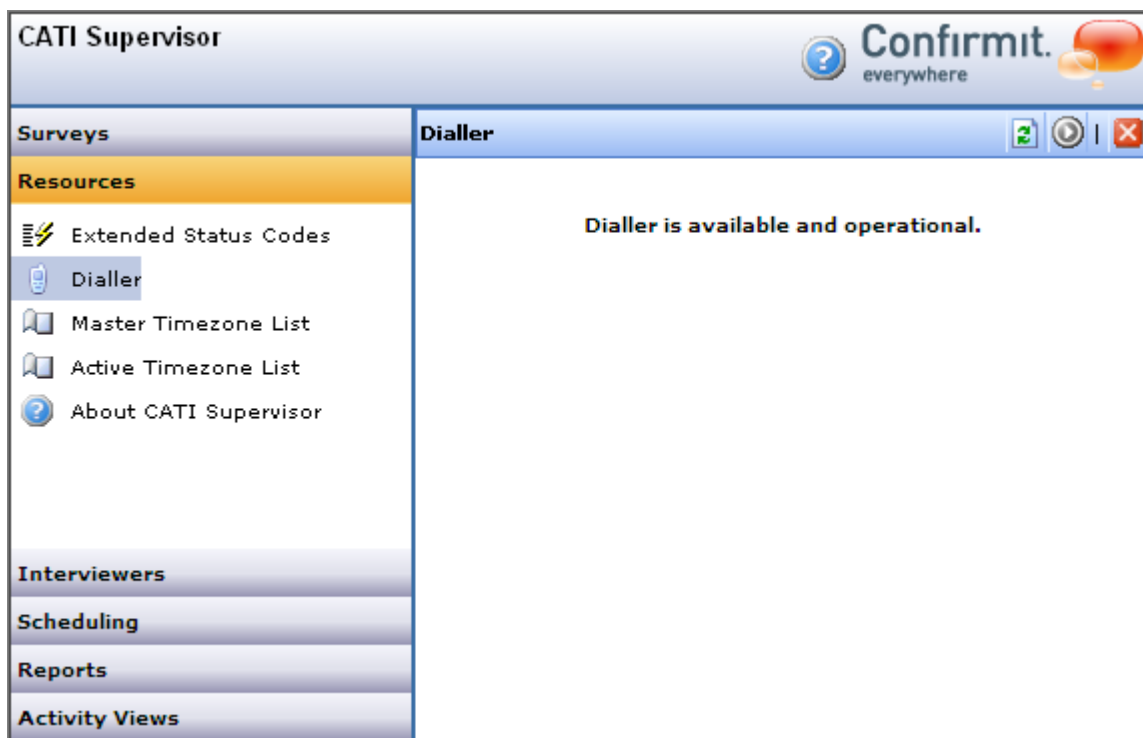 CATI Supervisor
Confirmit.
everywhere
Surveys
Resources
Extended Status Codes
Dialler
Master Timezone List
Active Timezone List
About CATI Supervisor
Interviewers
Scheduling
Reports
Activity Views
Dialler
Dialler is available and operational.